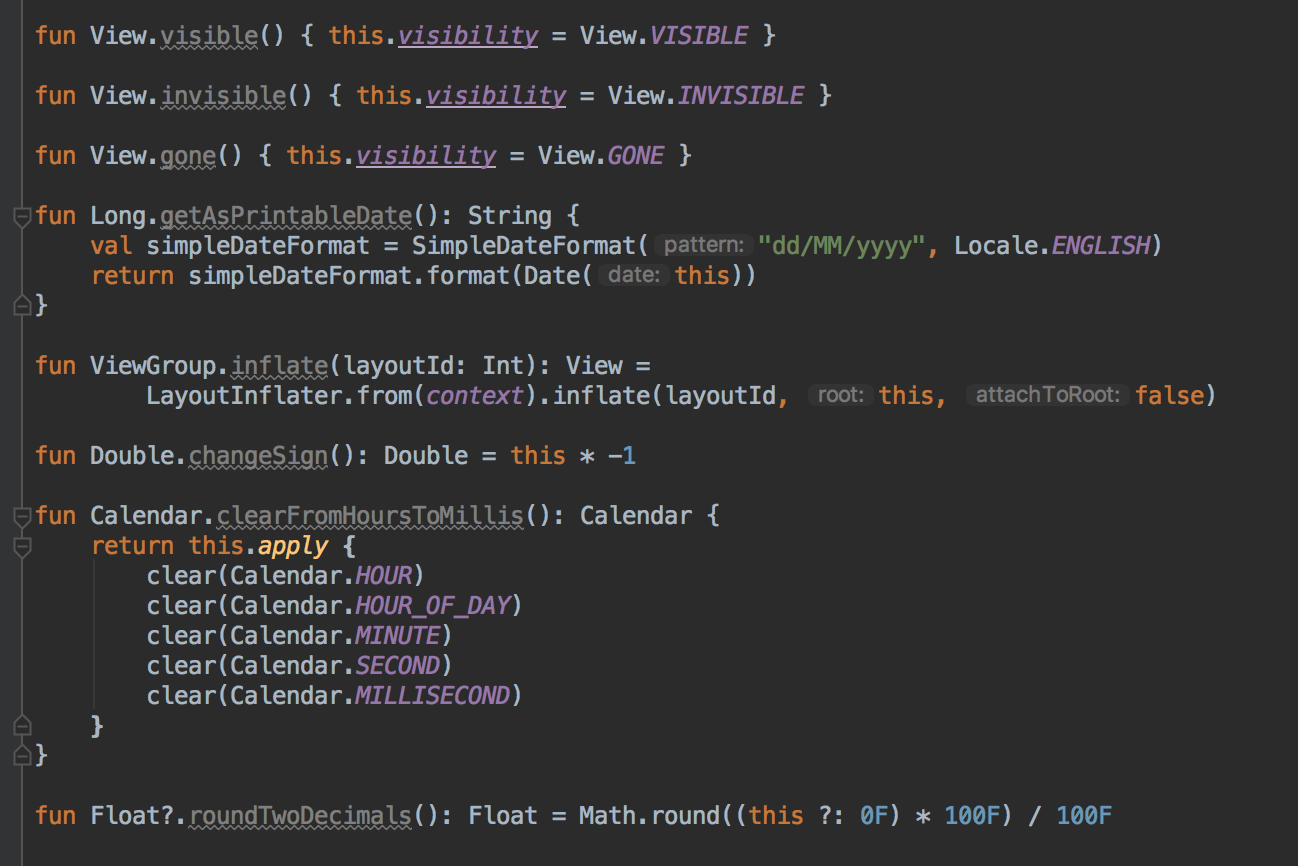 fun View.visible() { this.visibility = View.VISIBLE }
fun View.invisible() { this.visibility = View.INVISIBLE }
fun View.gone() { this.visibility = View.GONE }
fun Long.getAsPrintableDate(): String {
    val simpleDateFormat = SimpleDateFormat( pattern: "dd/MM/yyyy", Locale.ENGLISH)
    return simpleDateFormat.format(Date( date: this))
}
fun ViewGroup.inflate(layoutId: Int): View =
        LayoutInflater.from(context).inflate(layoutId, root: this, attachToRoot: false)
fun Double.changeSign(): Double = this * -1
fun Calendar.clearFromHoursToMillis(): Calendar {
    return this.apply {
        clear(Calendar.HOUR)
        clear(Calendar.HOUR_OF_DAY)
        clear(Calendar.MINUTE)
        clear(Calendar.SECOND)
        clear(Calendar.MILLISECOND)
    }
}
fun Float?.roundTwoDecimals(): Float = Math.round((this ?: 0F) * 100F) / 100F